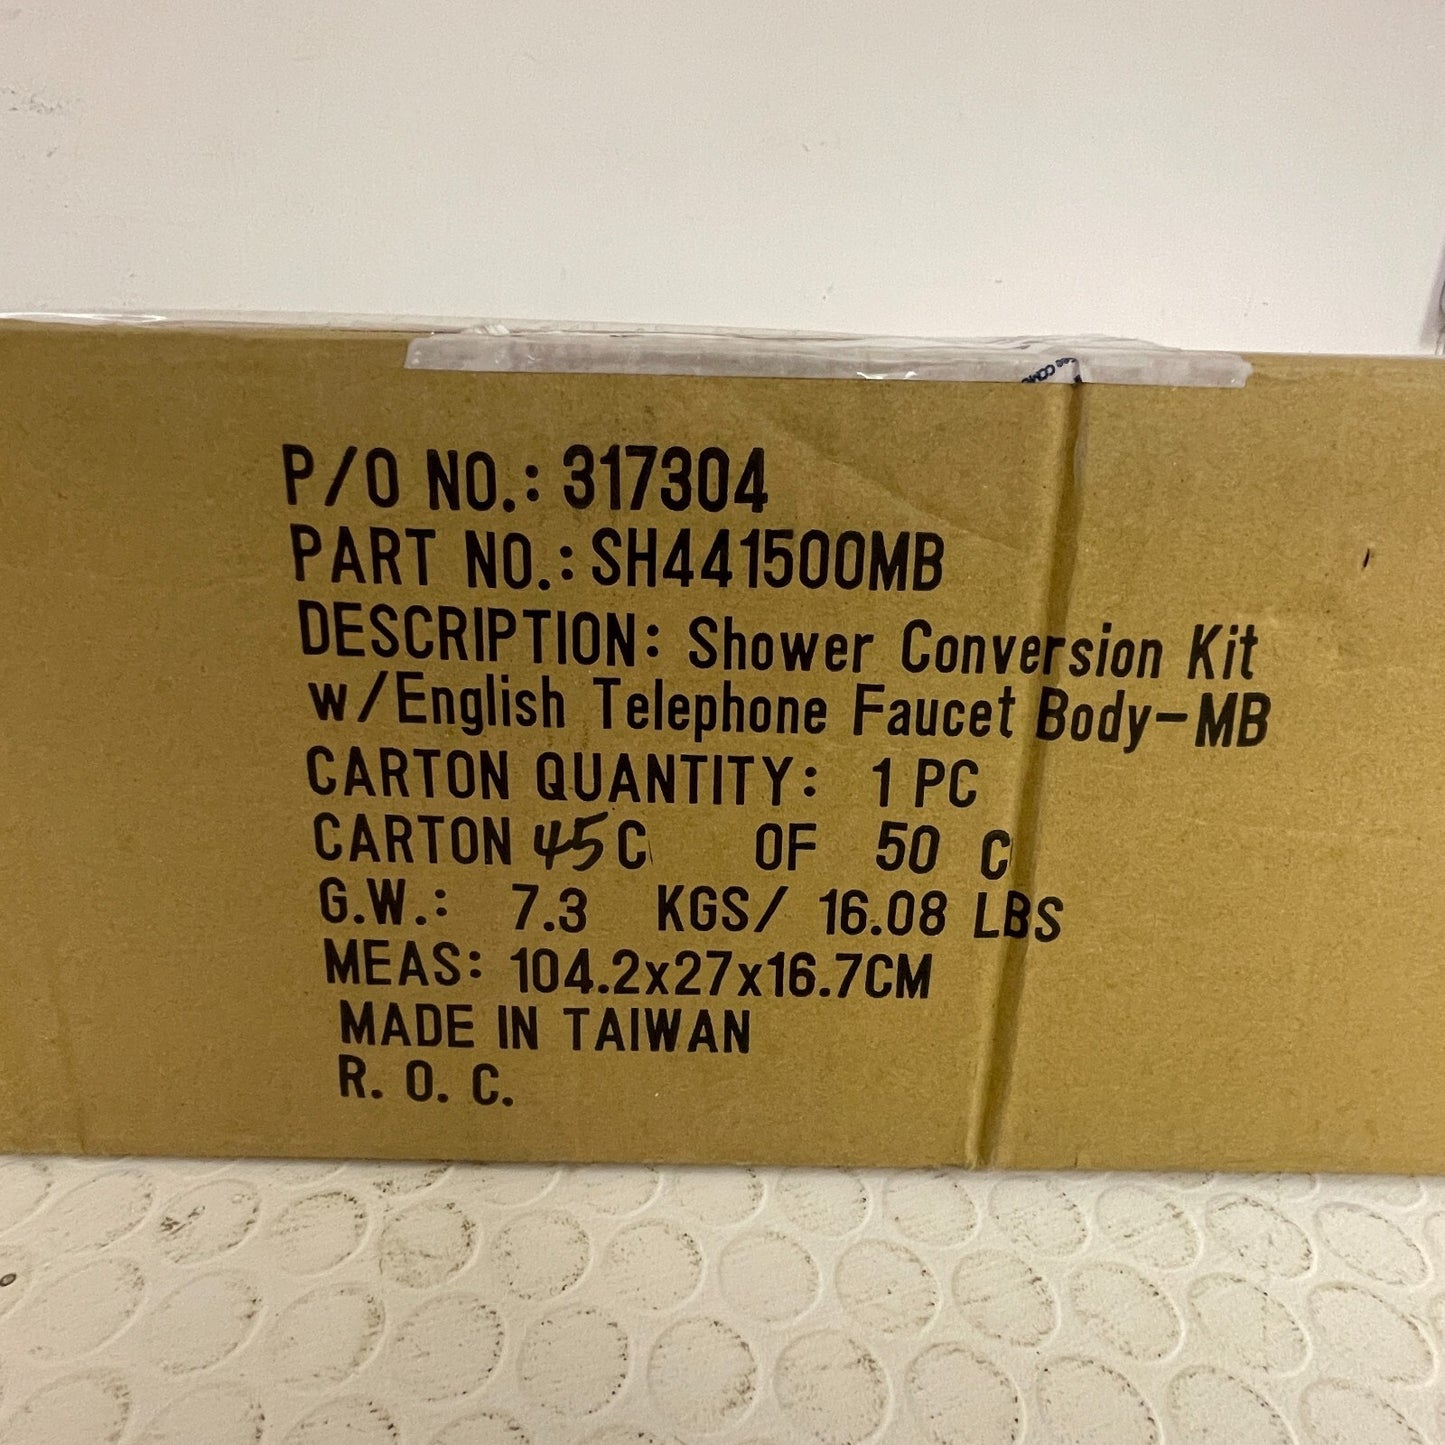 P/O NO.: 317304
PART NO.: SH441500MB
DESCRIPTION: Shower Conversion Kit
w/English Telephone Faucet Body-MB
CARTON QUANTITY: 1 PC
CARTON 45 C OF 50 C
G.W.: 7.3 KGS/ 16.08 LBS
MEAS: 104.2x27x16.7CM
MADE IN TAIWAN
R. O. C.